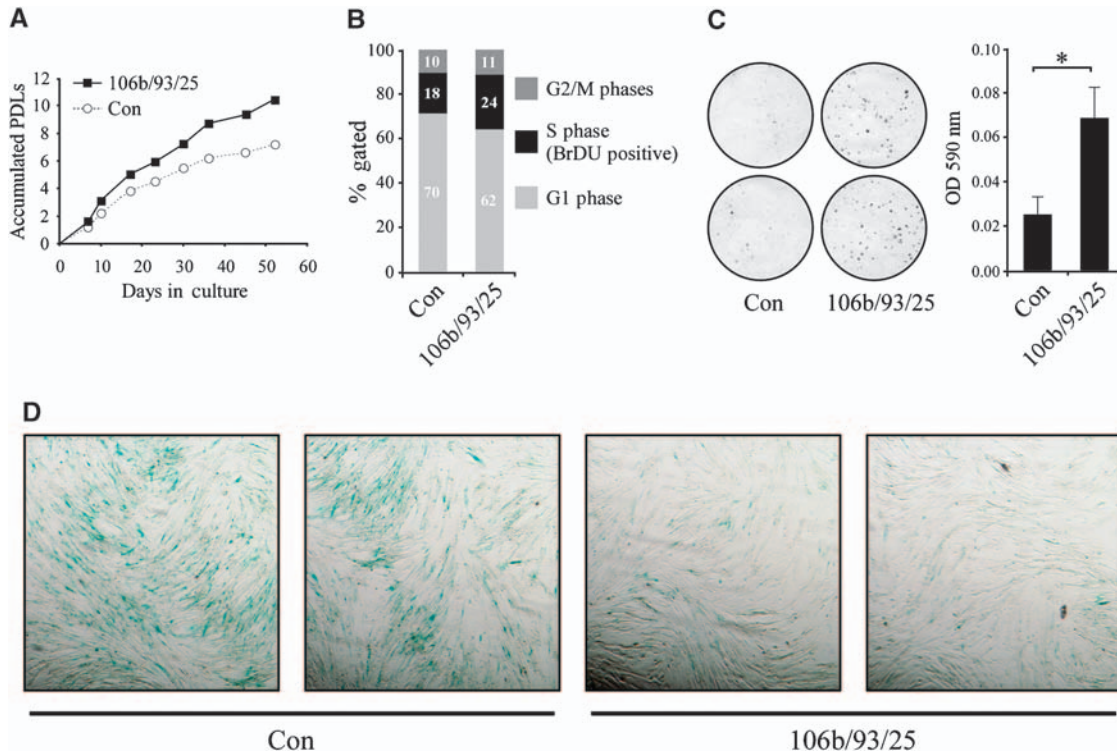 A
106b/93/25
Con
Accumulated PDLs
12
10
8
6
4
2
0
0 10 20 30 40 50 60
Days in culture
B
% gated
100
80
60
40
20
0
10
18
70
11
24
62
Con
106b/93/25
G2/M phases
S phase
(BrDU positive)
G1 phase
C
Con
106b/93/25
OD 590 nm
0.10
0.08
0.06
0.04
0.02
0.00
*
Con
106b/93/25
D
Con
106b/93/25